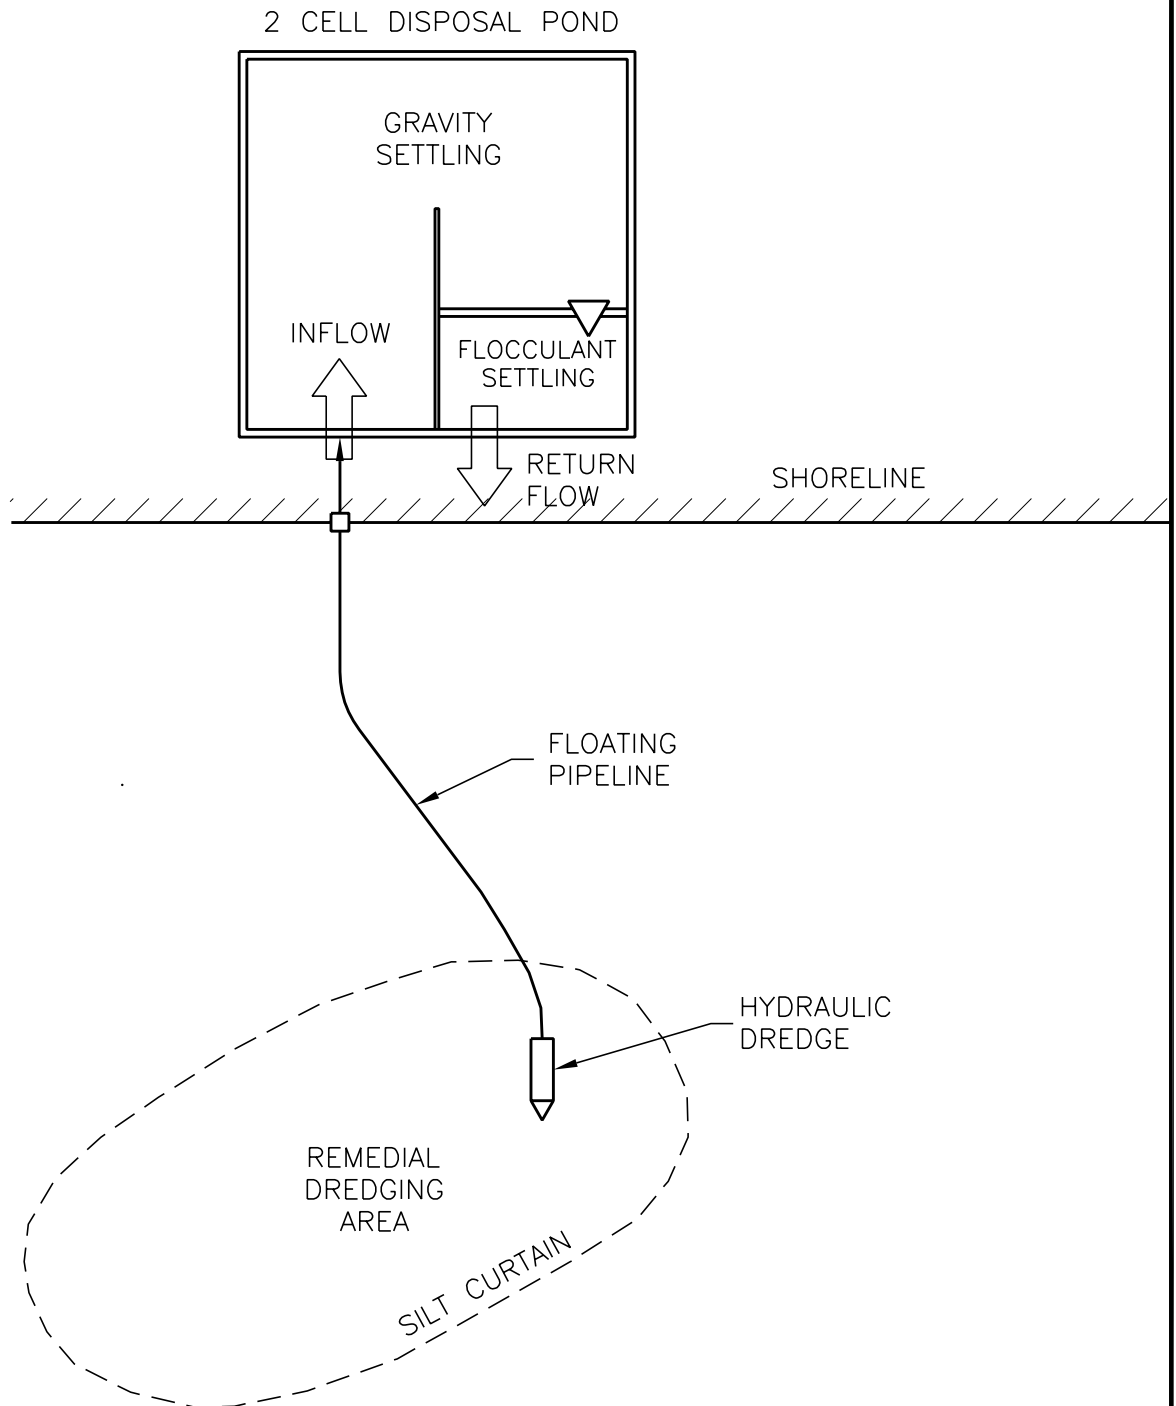 2 CELL DISPOSAL POND
GRAVITY
SETTLING
INFLOW
FLOCCULANT
SETTLING
RETURN
FLOW
SHORELINE
FLOATING
PIPELINE
HYDRAULIC
DREDGE
REMEDIAL
DREDGING
AREA
SILT CURTAIN